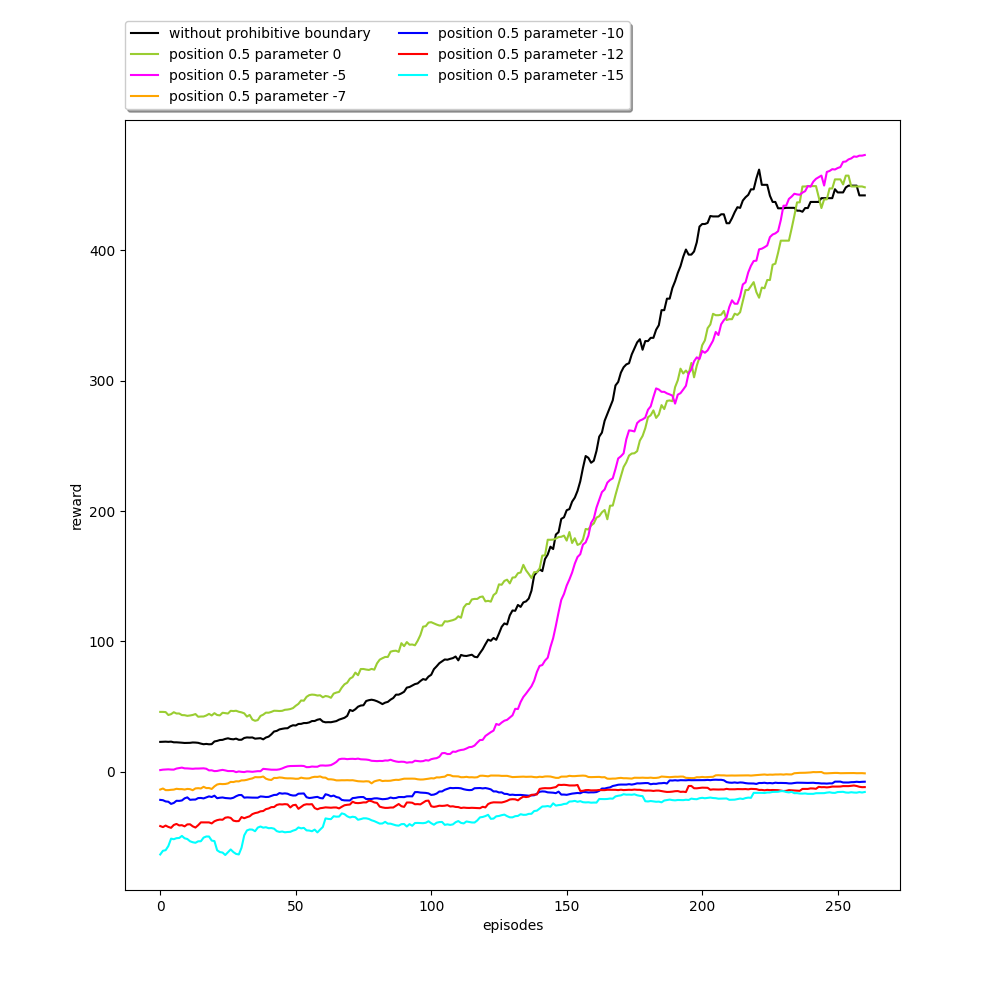 without prohibitive boundary
position 0.5 parameter 0
position 0.5 parameter -5
position 0.5 parameter -7
position 0.5 parameter -10
position 0.5 parameter -12
position 0.5 parameter -15
400
300
200
100
0
reward
0 50 100 150 200 250
episodes